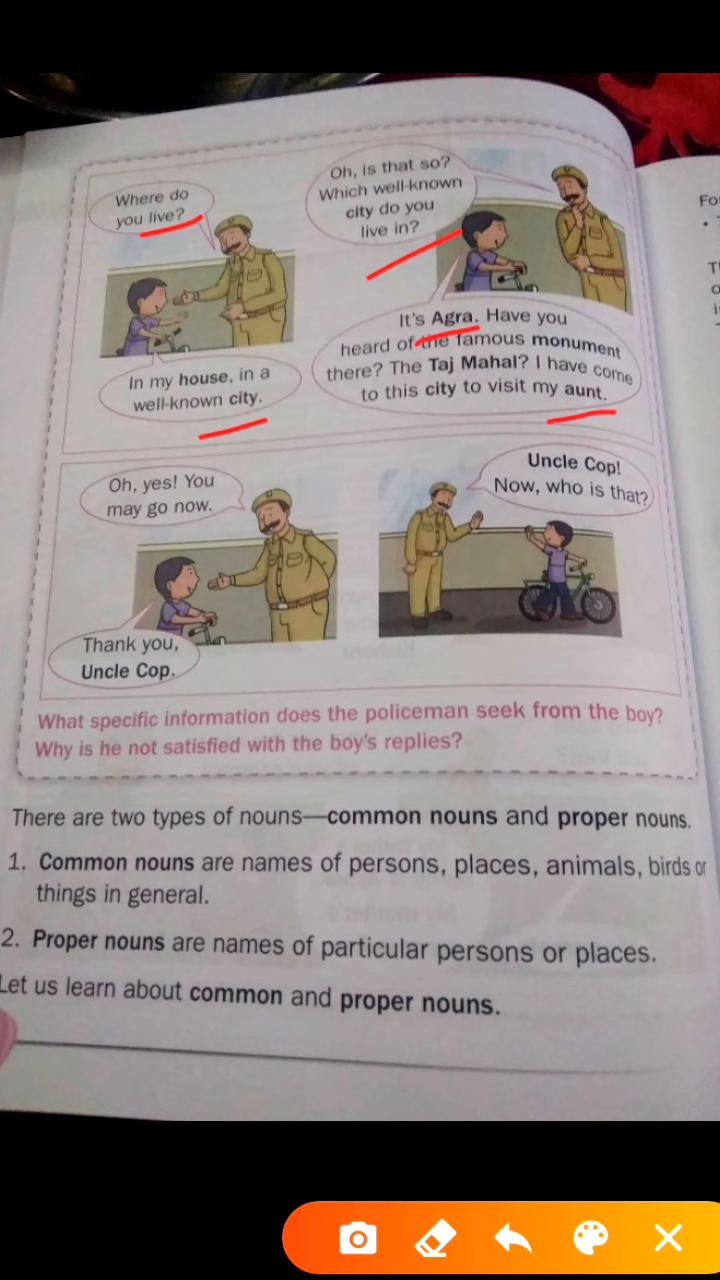 Where do
you live?
In my house, in a
well-known city.
Oh, is that so?
Which well-known
city do you
live in?
It's Agra. Have you
heard of the famous monument
there? The Taj Mahal? I have come
to this city to visit my aunt.
Oh, yes! You
may go now.
Thank you,
Uncle Cop.
Uncle Cop!
Now, who is that?
What specific information does the policeman seek from the boy?
Why is he not satisfied with the boy's replies?
There are two types of nouns—common nouns and proper nouns.
1. Common nouns are names of persons, places, animals, birds or
things in general.
2. Proper nouns are names of particular persons or places.
Let us learn about common and proper nouns.